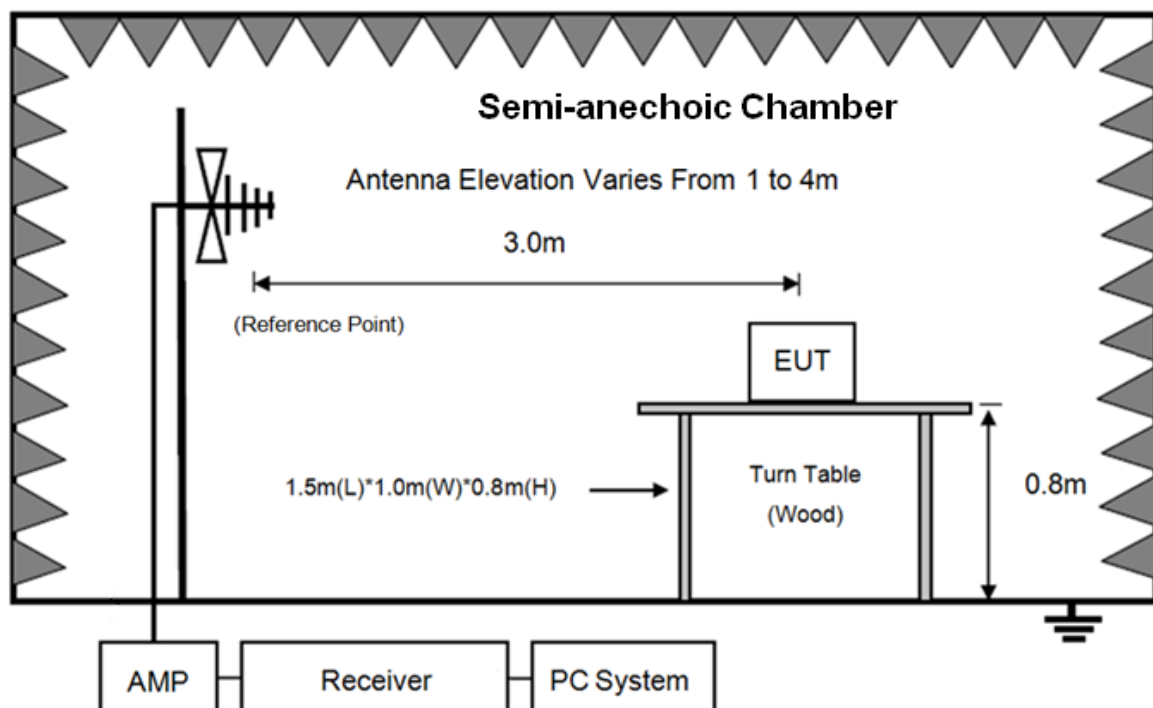 Semi-anechoic Chamber
Antenna Elevation Varies From 1 to 4m
3.0m
(Reference Point)
EUT
1.5m(L)*1.0m(W)*0.8m(H)
Turn Table
(Wood)
0.8m
AMP
Receiver
PC System